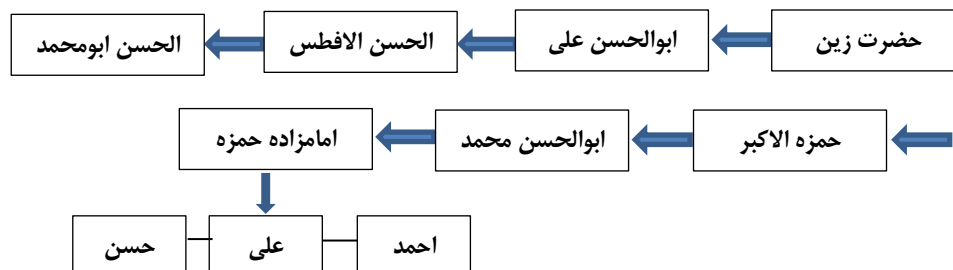 حضرت زین
ابوالحسن علی
الحسن الافطس
الحسن ابومحمد
حمزه الاکبر
ابوالحسن محمد
امامزاده حمزه
احمد
علی
حسن